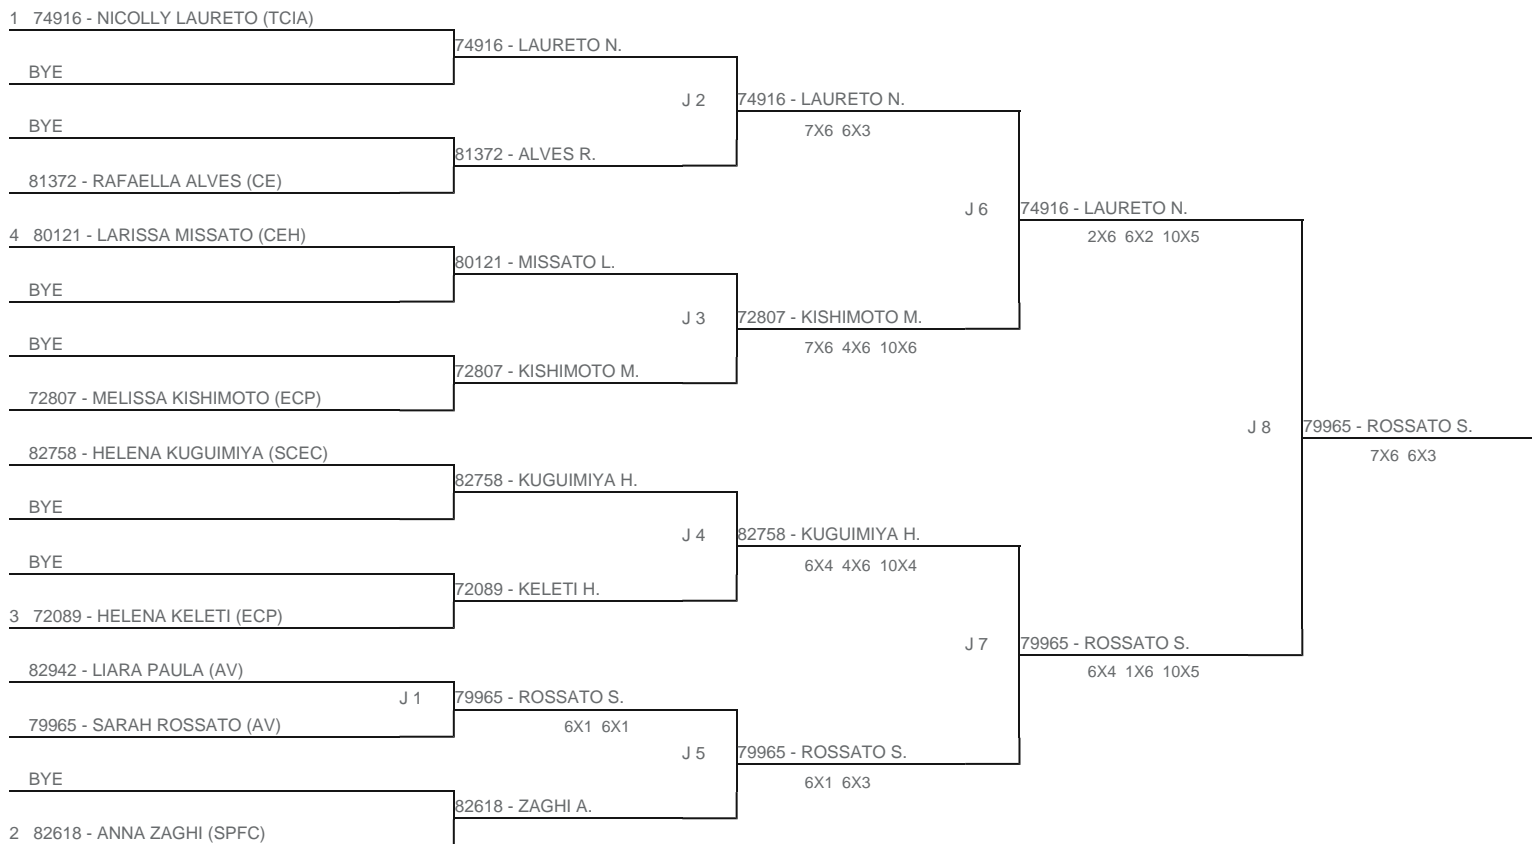 1 74916 - NICOLLY LAURETO (TCIA)
74916 - LAURETO N.
BYE
J 2
74916 - LAURETO N.
7X6 6X3
BYE
81372 - ALVES R.
81372 - RAFAELLA ALVES (CE)
J 6
74916 - LAURETO N.
2X6 6X2 10X5
4 80121 - LARISSA MISSATO (CEH)
80121 - MISSATO L.
BYE
J 3
72807 - KISHIMOTO M.
7X6 4X6 10X6
BYE
72807 - KISHIMOTO M.
72807 - MELISSA KISHIMOTO (ECP)
J 8
79965 - ROSSATO S.
7X6 6X3
82758 - HELENA KUGUIMIYA (SCEC)
82758 - KUGUIMIYA H.
BYE
J 4
82758 - KUGUIMIYA H.
6X4 4X6 10X4
BYE
72089 - KELETI H.
3 72089 - HELENA KELETI (ECP)
J 7
79965 - ROSSATO S.
6X4 1X6 10X5
82942 - LIARA PAULA (AV)
J 1
79965 - ROSSATO S.
6X1 6X1
79965 - SARAH ROSSATO (AV)
J 5
79965 - ROSSATO S.
6X1 6X3
BYE
82618 - ZAGHI A.
2 82618 - ANNA ZAGHI (SPFC)